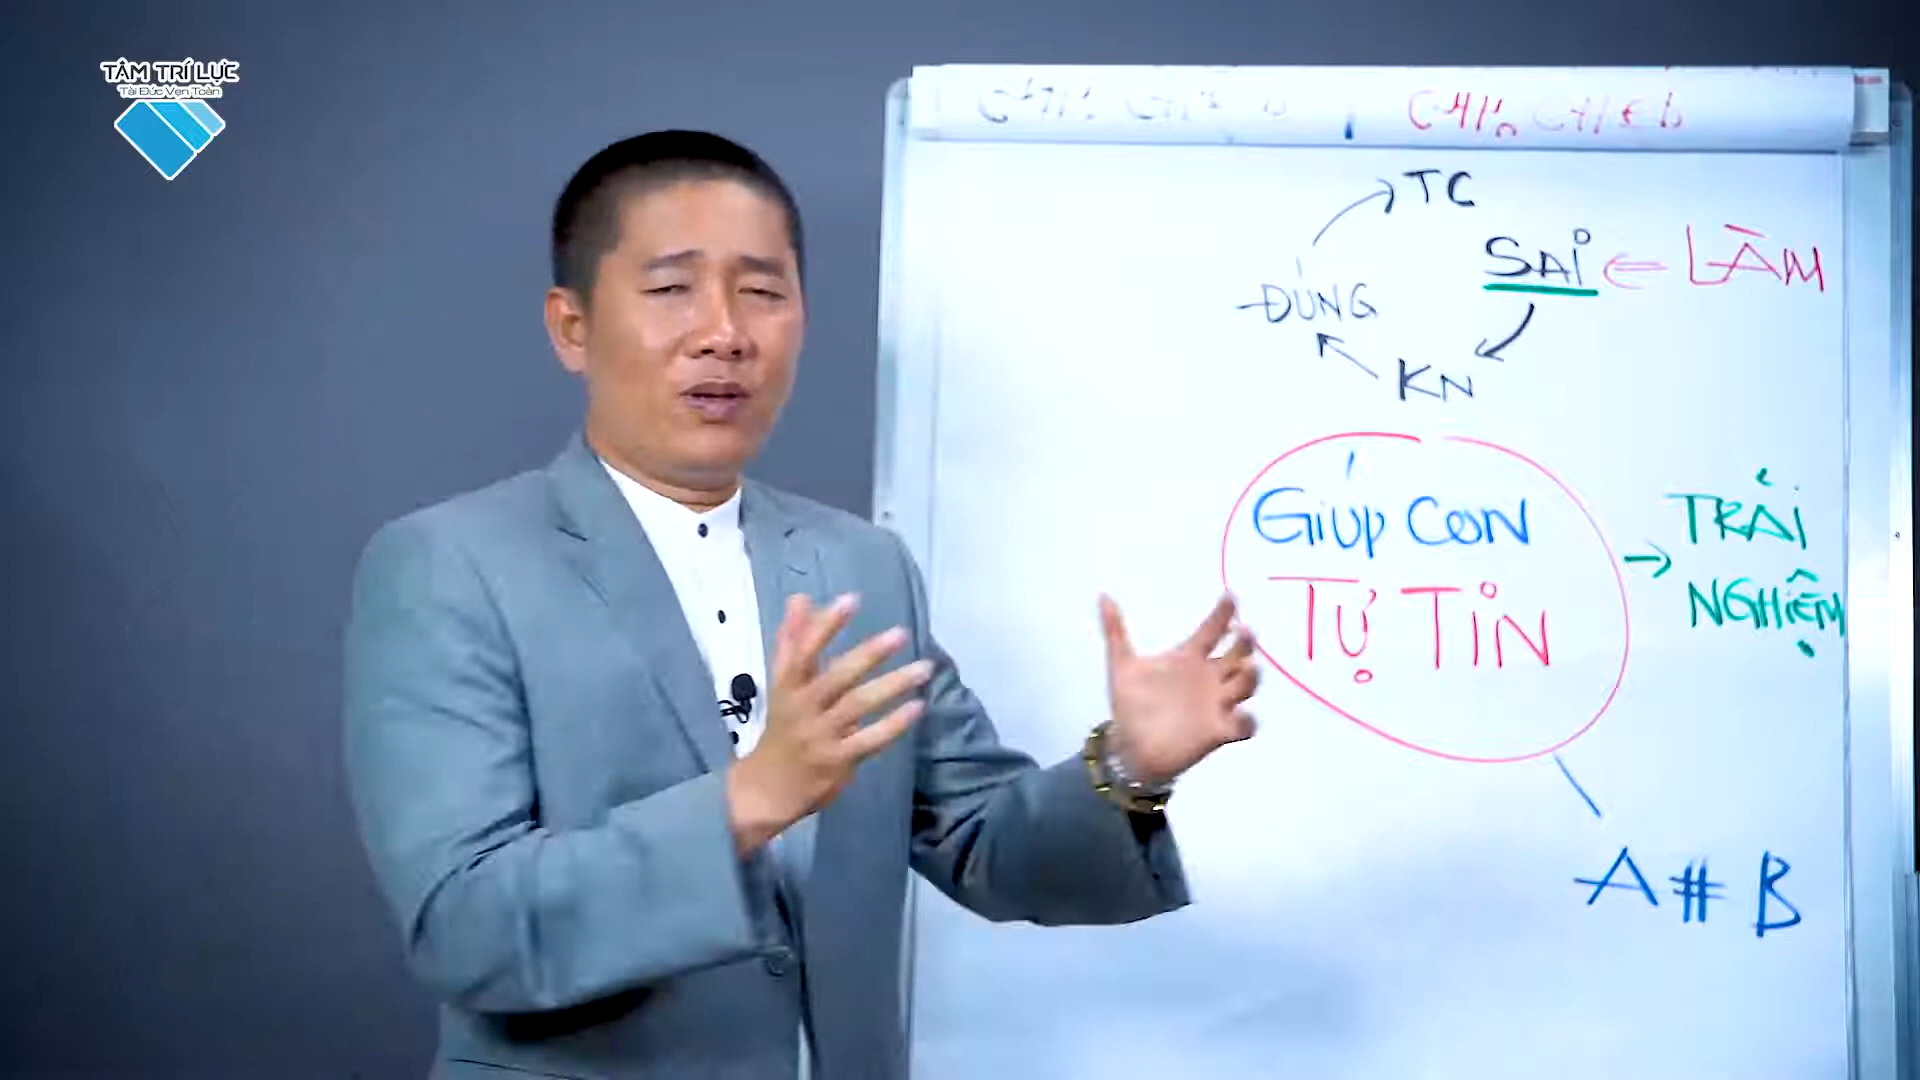 TÂM TRÍ LỰC
Tài Đức Vẹn Toàn
TC
SAI ⇐ LÀM
ĐÚNG
KN
GIÚP CON
TỰ TIN
→ TRẢI
NGHIỆM
A # B